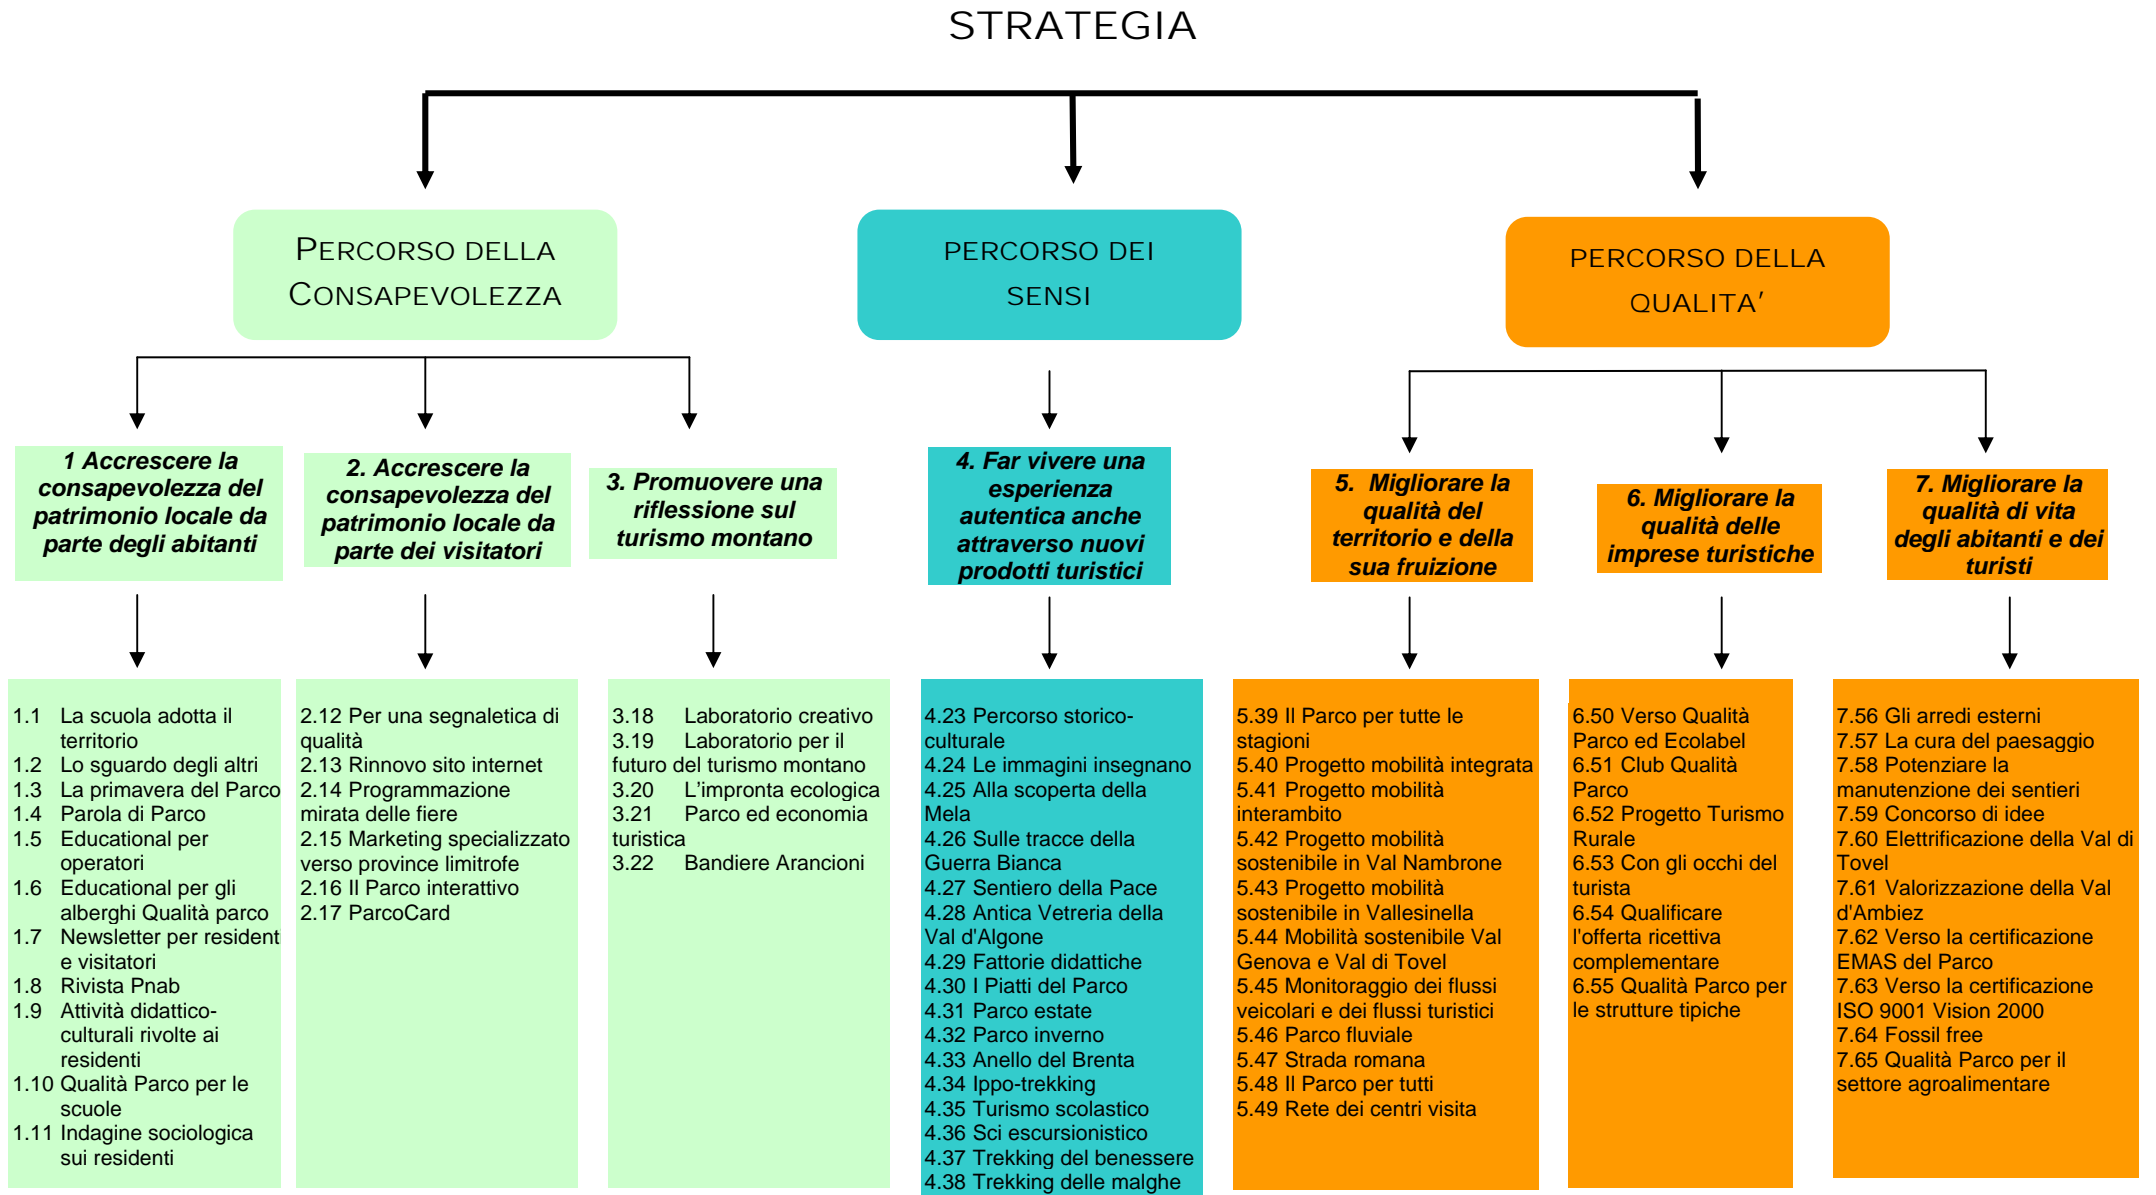 STRATEGIA
PERCORSO DELLA
CONSAPEVOLEZZA
PERCORSO DEI
SENSI
PERCORSO DELLA
QUALITA’
1 Accrescere la
consapevolezza del
patrimonio locale da
parte degli abitanti
2. Accrescere la
consapevolezza del
patrimonio locale da
parte dei visitatori
3. Promuovere una
riflessione sul
turismo montano
4. Far vivere una
esperienza
autentica anche
attraverso nuovi
prodotti turistici
5. Migliorare la
qualità del
territorio e della
sua fruizione
6. Migliorare la
qualità delle
imprese turistiche
7. Migliorare la
qualità di vita
degli abitanti e dei
turisti
1.1 La scuola adotta il
territorio
1.2 Lo sguardo degli altri
1.3 La primavera del Parco
1.4 Parola di Parco
1.5 Educational per
operatori
1.6 Educational per gli
alberghi Qualità parco
1.7 Newsletter per residenti
e visitatori
1.8 Rivista Pnab
1.9 Attività didattico-
culturali rivolte ai
residenti
1.10 Qualità Parco per le
scuole
1.11 Indagine sociologica
sui residenti
2.12 Per una segnaletica di
qualità
2.13 Rinnovo sito internet
2.14 Programmazione
mirata delle fiere
2.15 Marketing specializzato
verso province limitrofe
2.16 Il Parco interattivo
2.17 ParcoCard
3.18 Laboratorio creativo
3.19 Laboratorio per il
futuro del turismo montano
3.20 L'impronta ecologica
3.21 Parco ed economia
turistica
3.22 Bandiere Arancioni
4.23 Percorso storico-
culturale
4.24 Le immagini insegnano
4.25 Alla scoperta della
Mela
4.26 Sulle tracce della
Guerra Bianca
4.27 Sentiero della Pace
4.28 Antica Vetreria della
Val d'Algone
4.29 Fattorie didattiche
4.30 I Piatti del Parco
4.31 Parco estate
4.32 Parco inverno
4.33 Anello del Brenta
4.34 Ippo-trekking
4.35 Turismo scolastico
4.36 Sci escursionistico
4.37 Trekking del benessere
4.38 Trekking delle malghe
5.39 Il Parco per tutte le
stagioni
5.40 Progetto mobilità integrata
5.41 Progetto mobilità
interambito
5.42 Progetto mobilità
sostenibile in Val Nambrone
5.43 Progetto mobilità
sostenibile in Vallesinella
5.44 Mobilità sostenibile Val
Genova e Val di Tovel
5.45 Monitoraggio dei flussi
veicolari e dei flussi turistici
5.46 Parco fluviale
5.47 Strada romana
5.48 Il Parco per tutti
5.49 Rete dei centri visita
6.50 Verso Qualità
Parco ed Ecolabel
6.51 Club Qualità
Parco
6.52 Progetto Turismo
Rurale
6.53 Con gli occhi del
turista
6.54 Qualificare
l'offerta ricettiva
complementare
6.55 Qualità Parco per
le strutture tipiche
7.56 Gli arredi esterni
7.57 La cura del paesaggio
7.58 Potenziare la
manutenzione dei sentieri
7.59 Concorso di idee
7.60 Elettrificazione della Val di
Tovel
7.61 Valorizzazione della Val
d'Ambiez
7.62 Verso la certificazione
EMAS del Parco
7.63 Verso la certificazione
ISO 9001 Vision 2000
7.64 Fossil free
7.65 Qualità Parco per il
settore agroalimentare